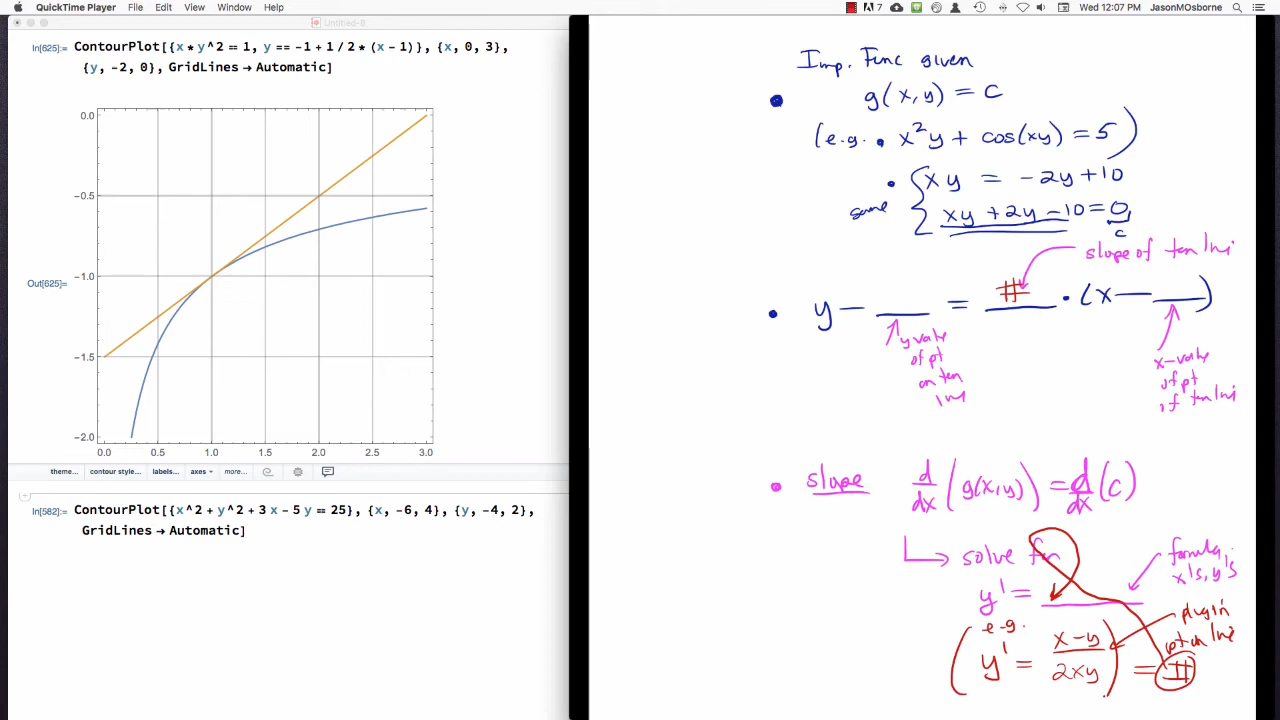 QuickTime Player File Edit View Window Help
7 Wed 12:07 PM JasonMOsborne
Untitled-8
In[625]:= ContourPlot[{x * y^2 == 1, y == -1 + 1 / 2 * (x - 1)}, {x, 0, 3},
{y, -2, 0}, GridLines → Automatic]
0.0
-0.5
Out[625]= -1.0
-1.5
-2.0
0.0 0.5 1.0 1.5 2.0 2.5 3.0
theme... contour style... labels... axes more...
In[582]:= ContourPlot[{x^2 + y^2 + 3 x - 5 y == 25}, {x, -6, 4}, {y, -4, 2},
GridLines → Automatic]
Imp. Func given
g(x,y) = c
(e.g. • x²y + cos(xy) = 5)
• xy = -2y+10
same xy +2y -10 = 0
c
slope of tan line
y — ___ = # • (x — ___)
y value
of pt
on tan
line
x-value
of pt
of tan line
• slope d/dx (g(x,y)) = d/dx (c)
solve for
y' = ___
formula
x's, y's
e.g.
(y' = x-y/2xy) = #
plug in
pt on line